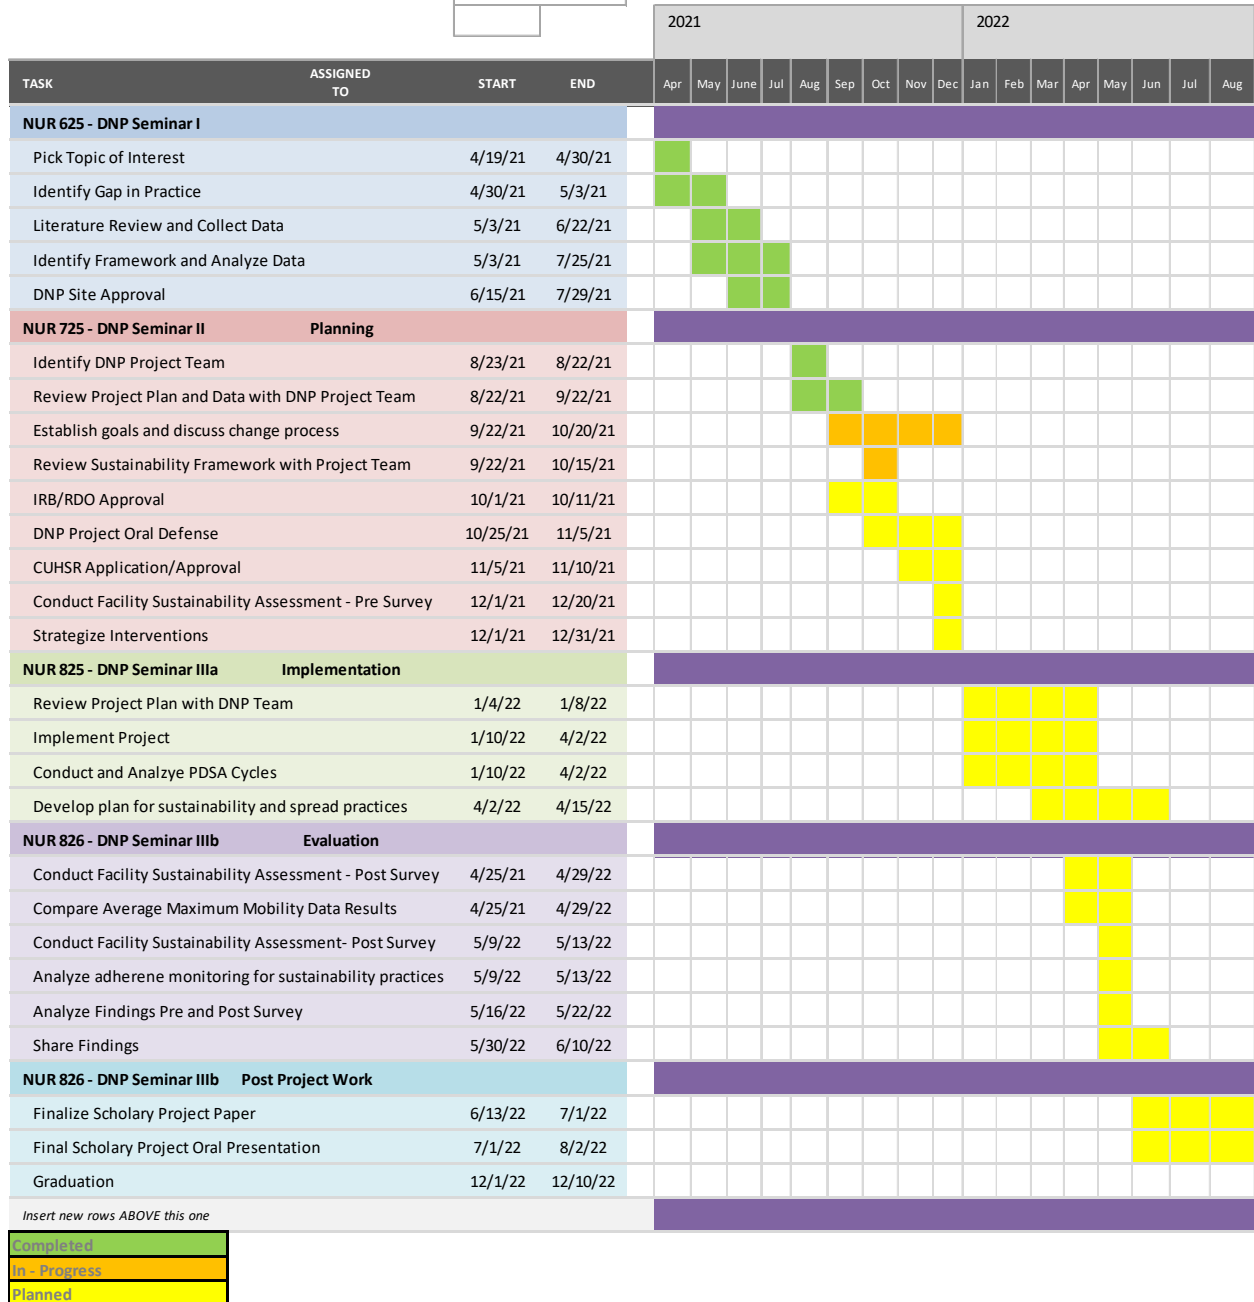 2021 2022
TASK ASSIGNED TO START END Apr May June Jul Aug Sep Oct Nov Dec Jan Feb Mar Apr May Jun Jul Aug
NUR 625 - DNP Seminar I
Pick Topic of Interest 4/19/21 4/30/21
Identify Gap in Practice 4/30/21 5/3/21
Literature Review and Collect Data 5/3/21 6/22/21
Identify Framework and Analyze Data 5/3/21 7/25/21
DNP Site Approval 6/15/21 7/29/21
NUR 725 - DNP Seminar II Planning
Identify DNP Project Team 8/23/21 8/22/21
Review Project Plan and Data with DNP Project Team 8/22/21 9/22/21
Establish goals and discuss change process 9/22/21 10/20/21
Review Sustainability Framework with Project Team 9/22/21 10/15/21
IRB/RDO Approval 10/1/21 10/11/21
DNP Project Oral Defense 10/25/21 11/5/21
CUHSR Application/Approval 11/5/21 11/10/21
Conduct Facility Sustainability Assessment - Pre Survey 12/1/21 12/20/21
Strategize Interventions 12/1/21 12/31/21
NUR 825 - DNP Seminar IIIa Implementation
Review Project Plan with DNP Team 1/4/22 1/8/22
Implement Project 1/10/22 4/2/22
Conduct and Analzye PDSA Cycles 1/10/22 4/2/22
Develop plan for sustainability and spread practices 4/2/22 4/15/22
NUR 826 - DNP Seminar IIIb Evaluation
Conduct Facility Sustainability Assessment - Post Survey 4/25/21 4/29/22
Compare Average Maximum Mobility Data Results 4/25/21 4/29/22
Conduct Facility Sustainability Assessment- Post Survey 5/9/22 5/13/22
Analyze adherene monitoring for sustainability practices 5/9/22 5/13/22
Analyze Findings Pre and Post Survey 5/16/22 5/22/22
Share Findings 5/30/22 6/10/22
NUR 826 - DNP Seminar IIIb Post Project Work
Finalize Scholary Project Paper 6/13/22 7/1/22
Final Scholary Project Oral Presentation 7/1/22 8/2/22
Graduation 12/1/22 12/10/22
Insert new rows ABOVE this one
Completed
In - Progress
Planned